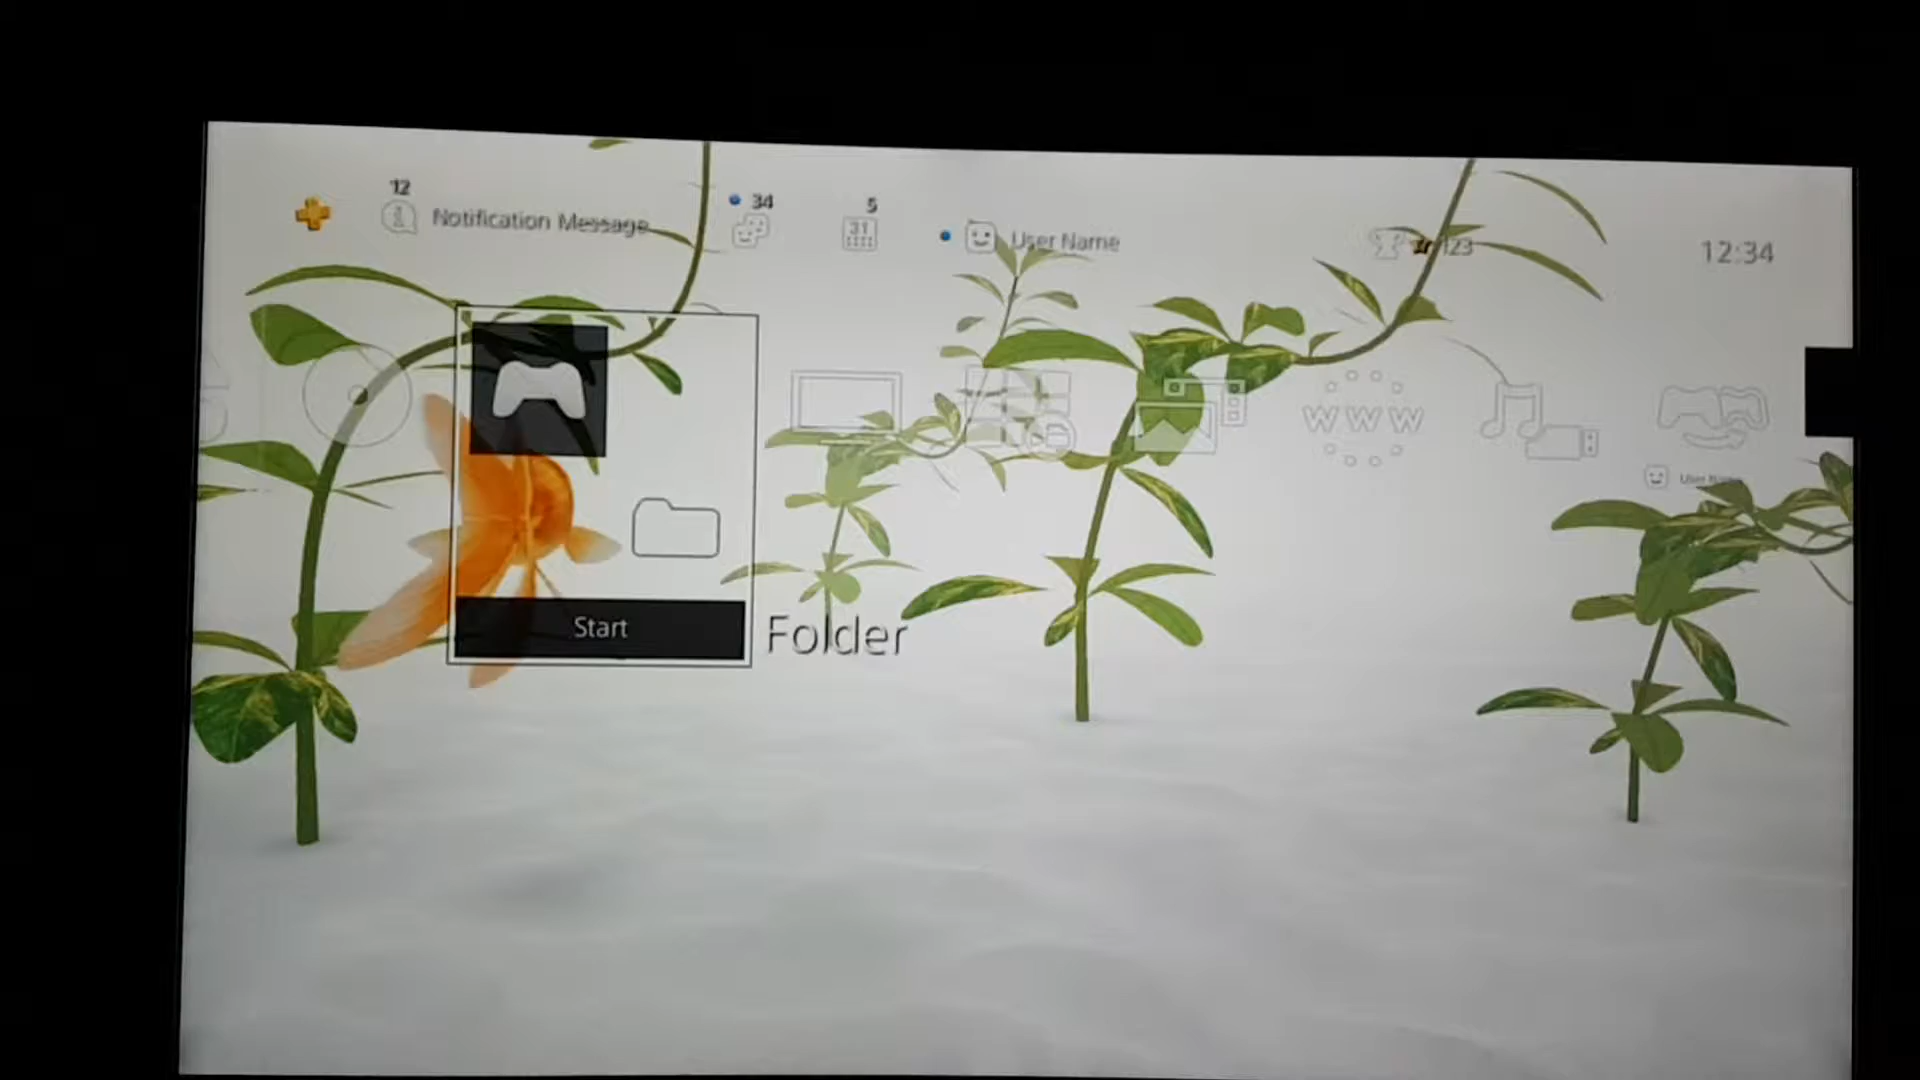 12
Notification Message
34
5
31
User Name
123
12:34
WWW
Start
Folder